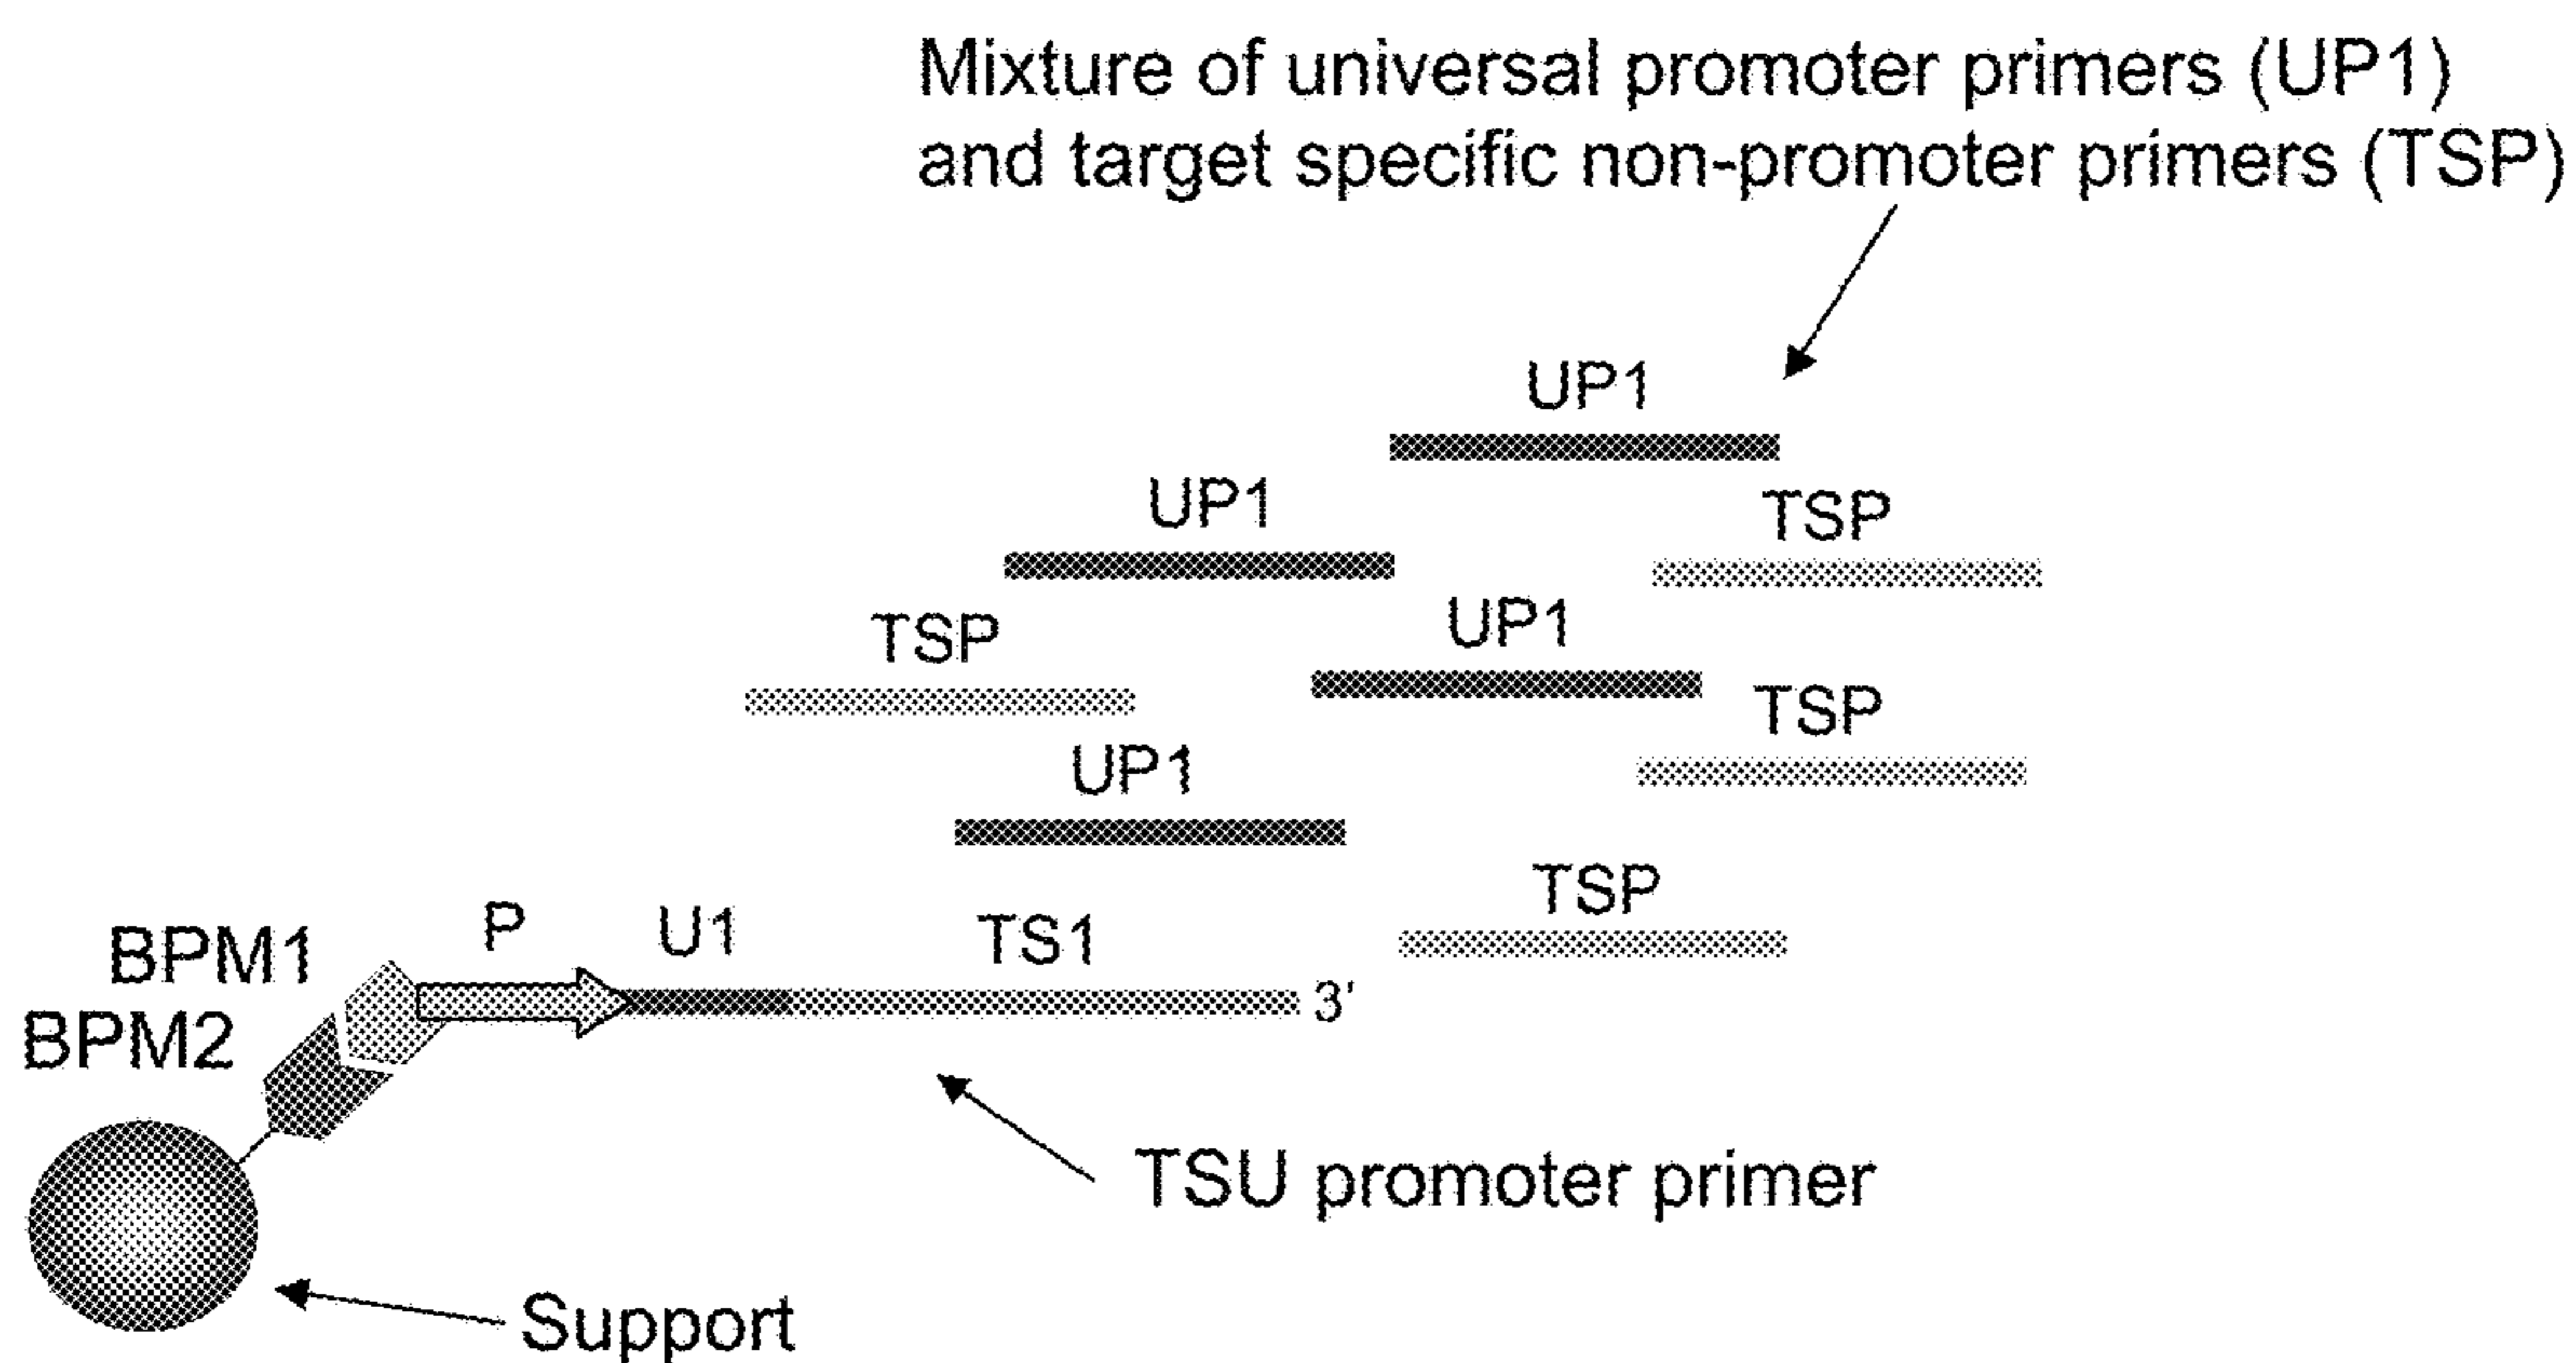 Mixture of universal promoter primers (UP1)
and target specific non-promoter primers (TSP)
UP1
UP1
TSP
UP1
TSP
TSP
UP1
TSP
BPM1
P
U1
TS1
3'
BPM2
TSU promoter primer
Support